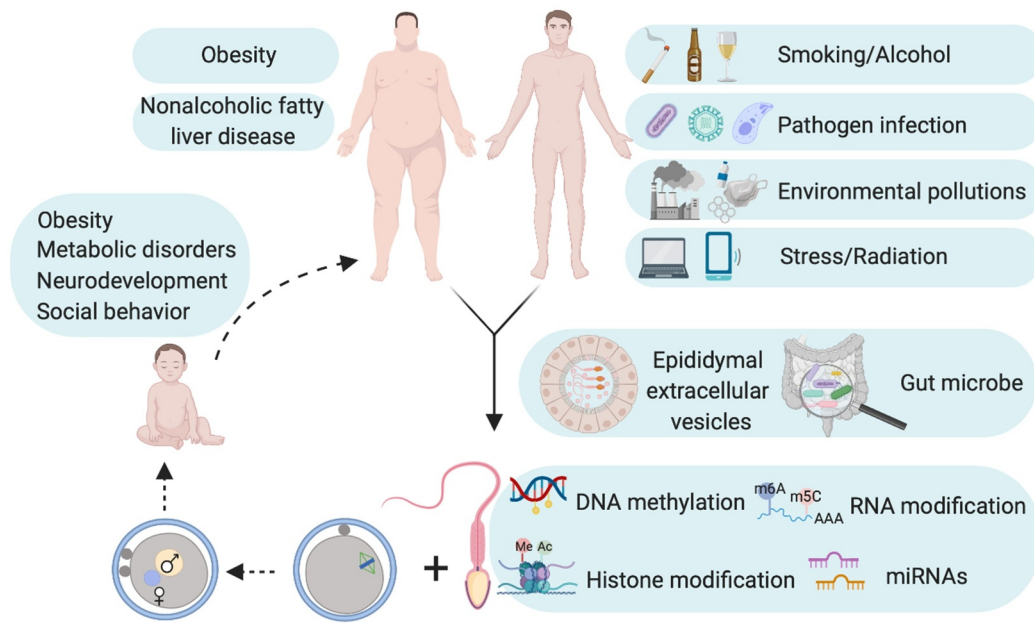 Obesity
Nonalcoholic fatty
liver disease
Smoking/Alcohol
Pathogen infection
Environmental pollutions
Stress/Radiation
Obesity
Metabolic disorders
Neurodevelopment
Social behavior
Epididymal
extracellular
vesicles
Gut microbe
DNA methylation
m6A
m5C
AAA
RNA modification
Me Ac
Histone modification
miRNAs
+
♂
♀